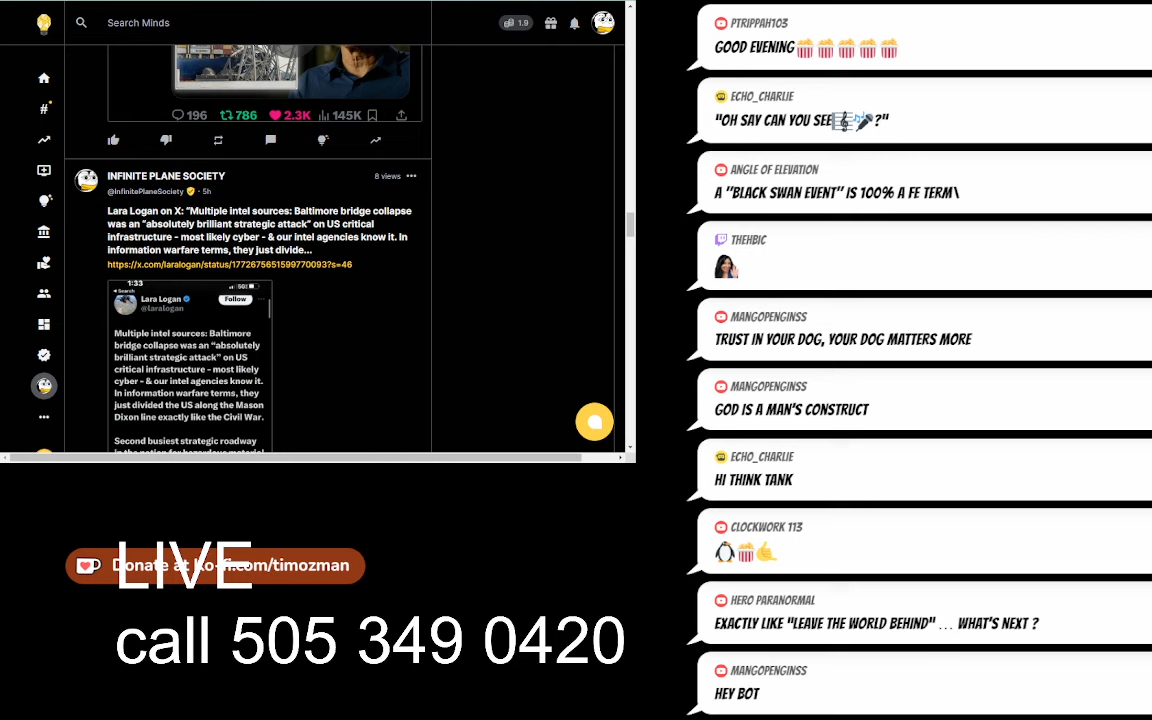 Search Minds
1.9
196
786
2.3K
145K
INFINITE PLANE SOCIETY
8 views
@InfinitePlaneSociety · 5h
Lara Logan on X: "Multiple intel sources: Baltimore bridge collapse
was an "absolutely brilliant strategic attack" on US critical
infrastructure - most likely cyber - & our intel agencies know it. In
information warfare terms, they just divide...
https://x.com/laralogan/status/1772675651599770093?s=46
1:33
Search
Lara Logan
@laralogan
Follow
Multiple intel sources: Baltimore
bridge collapse was an "absolutely
brilliant strategic attack" on US
critical infrastructure - most likely
cyber - & our intel agencies know it.
In information warfare terms, they
just divided the US along the Mason
Dixon line exactly like the Civil War.
Second busiest strategic roadway
in the nation for hazardous material
Donate at ko-fi.com/timozman
LIVE
call 505 349 0420
PTRIPPAH103
GOOD EVENING🍿🍿🍿🍿🍿
ECHO_CHARLIE
"OH SAY CAN YOU SEE🎼🎤?"
ANGLE OF ELEVATION
A "BLACK SWAN EVENT" IS 100% A FE TERM\
THEHBIC
MANGOPENGINSS
TRUST IN YOUR DOG, YOUR DOG MATTERS MORE
MANGOPENGINSS
GOD IS A MAN'S CONSTRUCT
ECHO_CHARLIE
HI THINK TANK
CLOCKWORK 113
🐧🍿🤙
HERO PARANORMAL
EXACTLY LIKE "LEAVE THE WORLD BEHIND" ... WHAT'S NEXT ?
MANGOPENGINSS
HEY BOT